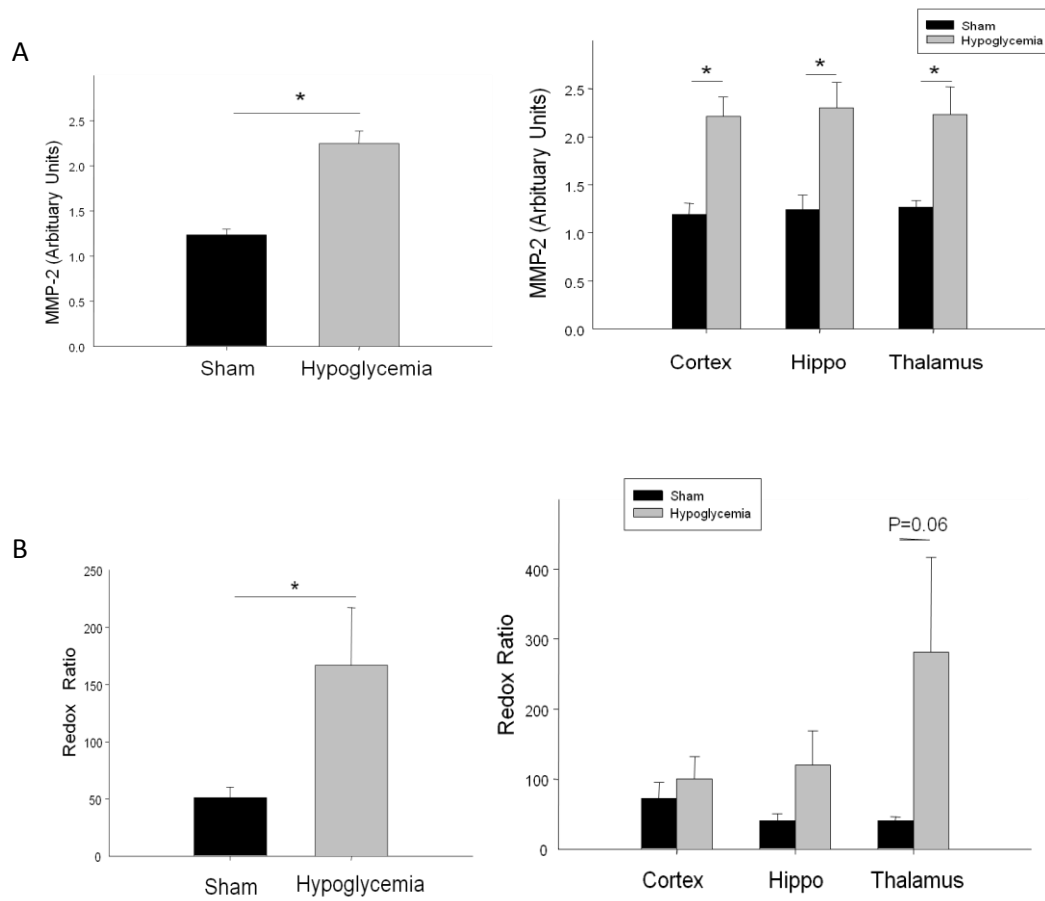 A
MMP-2 (Arbituary Units)
2.5
2.0
1.5
1.0
0.5
0.0
*
Sham Hypoglycemia
Sham
Hypoglycemia
MMP-2 (Arbituary Units)
2.5
2.0
1.5
1.0
0.5
0.0
* * *
Cortex Hippo Thalamus
B
Redox Ratio
250
200
150
100
50
0
*
Sham Hypoglycemia
Sham
Hypoglycemia
P=0.06
Redox Ratio
400
300
200
100
0
Cortex Hippo Thalamus